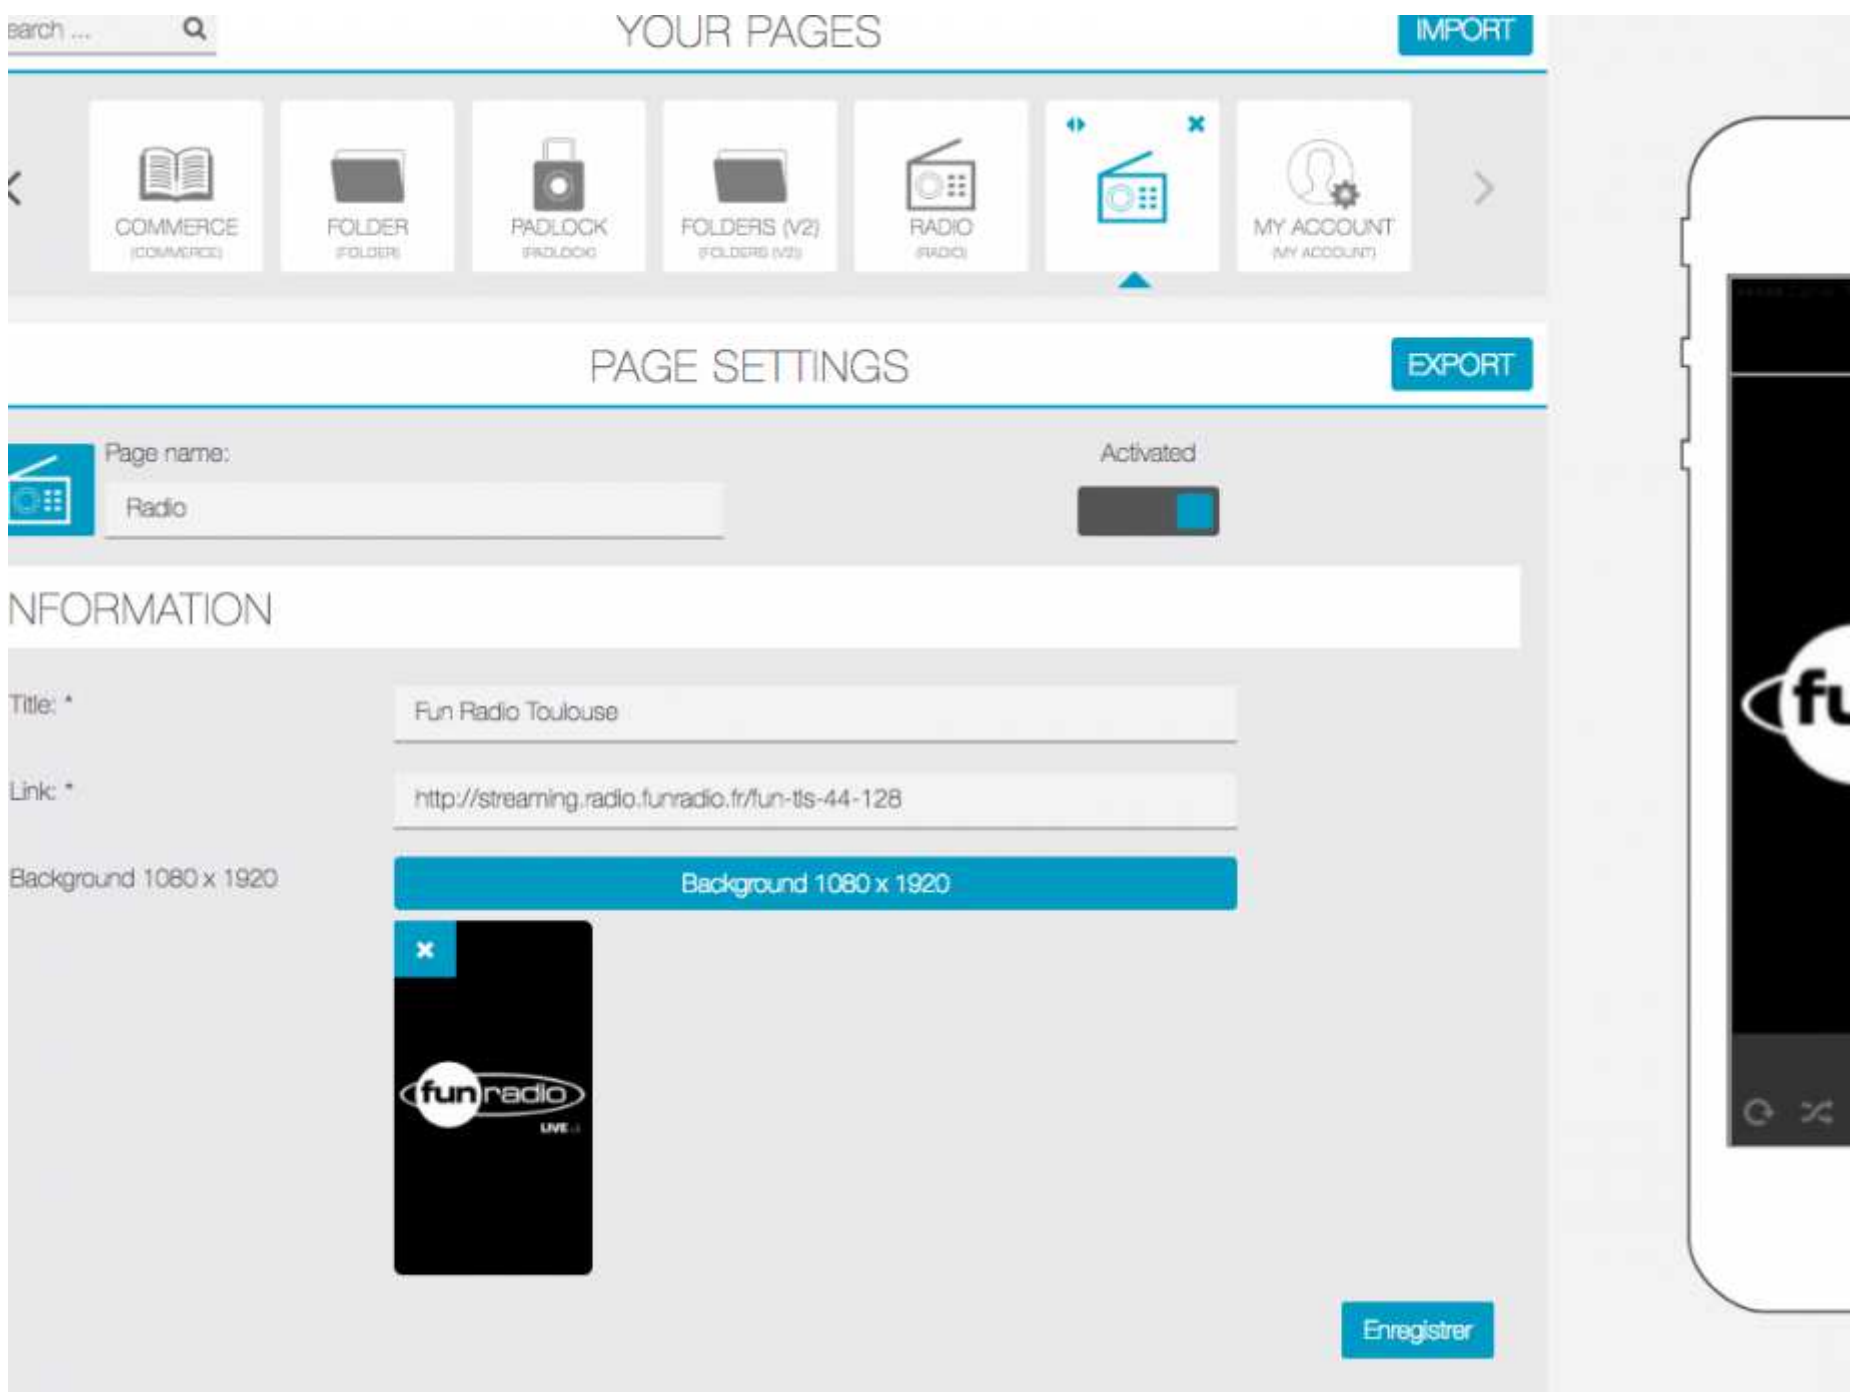 earch ...
YOUR PAGES
IMPORT
COMMERCE
(COMMERCE)
FOLDER
(FOLDER)
PADLOCK
(PADLOCK)
FOLDERS (V2)
(FOLDERS (V2))
RADIO
(RADIO)
MY ACCOUNT
(MY ACCOUNT)
PAGE SETTINGS
EXPORT
Page name:
Activated
Radio
NFORMATION
Title: *
Fun Radio Toulouse
Link: *
http://streaming.radio.funradio.fr/fun-tls-44-128
Background 1080 x 1920
Background 1080 x 1920
fun radio
LIVE
fu
Enregistrer